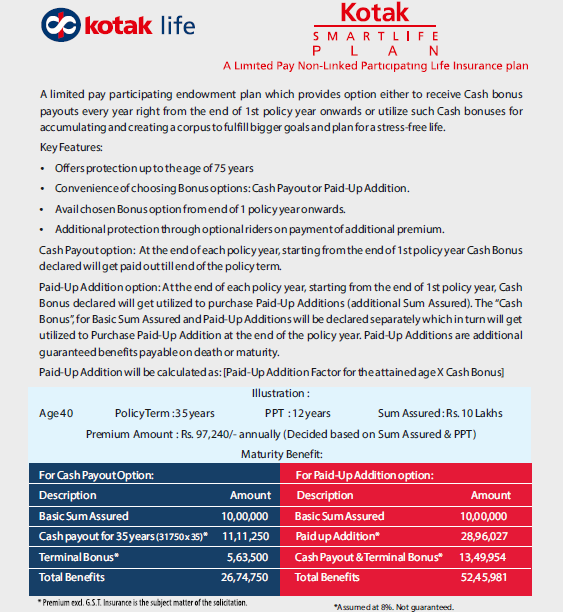 kotak life
Kotak
SMARTLIFE
PLAN
A Limited Pay Non-Linked Participating Life Insurance plan
A limited pay participating endowment plan which provides option either to receive Cash bonus
payouts every year right from the end of 1st policy year onwards or utilize such Cash bonuses for
accumulating and creating a corpus to fulfill bigger goals and plan for a stress-free life.
Key Features:
• Offers protection up to the age of 75 years
• Convenience of choosing Bonus options: Cash Payout or Paid-Up Addition.
• Avail chosen Bonus option from end of 1 policy year onwards.
• Additional protection through optional riders on payment of additional premium.
Cash Payout option: At the end of each policy year, starting from the end of 1st policy year Cash Bonus
declared will get paid out till end of the policy term.
Paid-Up Addition option: At the end of each policy year, starting from the end of 1st policy year, Cash
Bonus declared will get utilized to purchase Paid-Up Additions (additional Sum Assured). The "Cash
Bonus", for Basic Sum Assured and Paid-Up Additions will be declared separately which in turn will get
utilized to Purchase Paid-Up Addition at the end of the policy year. Paid-Up Additions are additional
guaranteed benefits payable on death or maturity.
Paid-Up Addition will be calculated as: [Paid-Up Addition Factor for the attained age X Cash Bonus]
Illustration :
Age 40 Policy Term : 35 years PPT : 12 years Sum Assured : Rs. 10 Lakhs
Premium Amount : Rs. 97,240/- annually (Decided based on Sum Assured & PPT)
Maturity Benefit:
For Cash Payout Option:
Description Amount
Basic Sum Assured 10,00,000
Cash payout for 35 years (31750 x 35)* 11,11,250
Terminal Bonus* 5,63,500
Total Benefits 26,74,750
For Paid-Up Addition option:
Description Amount
Basic Sum Assured 10,00,000
Paid up Addition* 28,96,027
Cash Payout & Terminal Bonus* 13,49,954
Total Benefits 52,45,981
* Premium excl. G.S.T. Insurance is the subject matter of the solicitation.
*Assumed at 8%. Not guaranteed.